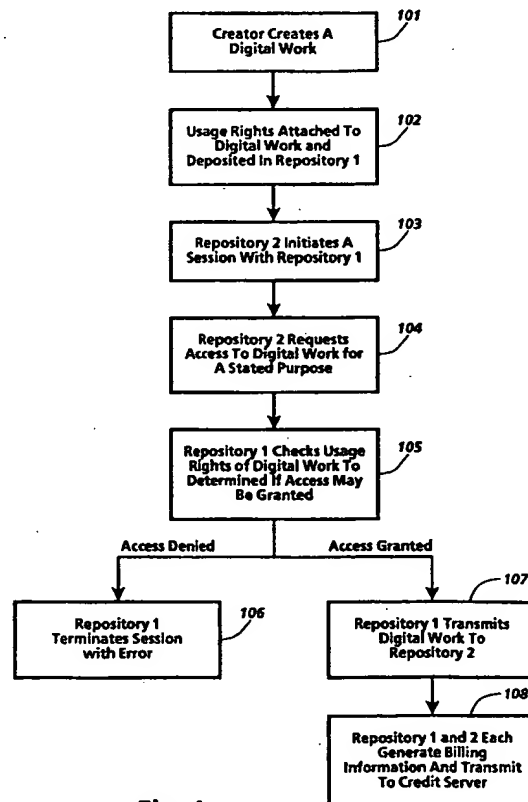 101
Creator Creates A
Digital Work
102
Usage Rights Attached To
Digital Work and
Deposited In Repository 1
103
Repository 2 Initiates A
Session With Repository 1
104
Repository 2 Requests
Access To Digital Work for
A Stated Purpose
105
Repository 1 Checks Usage
Rights of Digital Work To
Determined If Access May
Be Granted
Access Denied
Access Granted
106
Repository 1
Terminates Session
with Error
107
Repository 1 Transmits
Digital Work To
Repository 2
108
Repository 1 and 2 Each
Generate Billing
Information And Transmit
To Credit Server